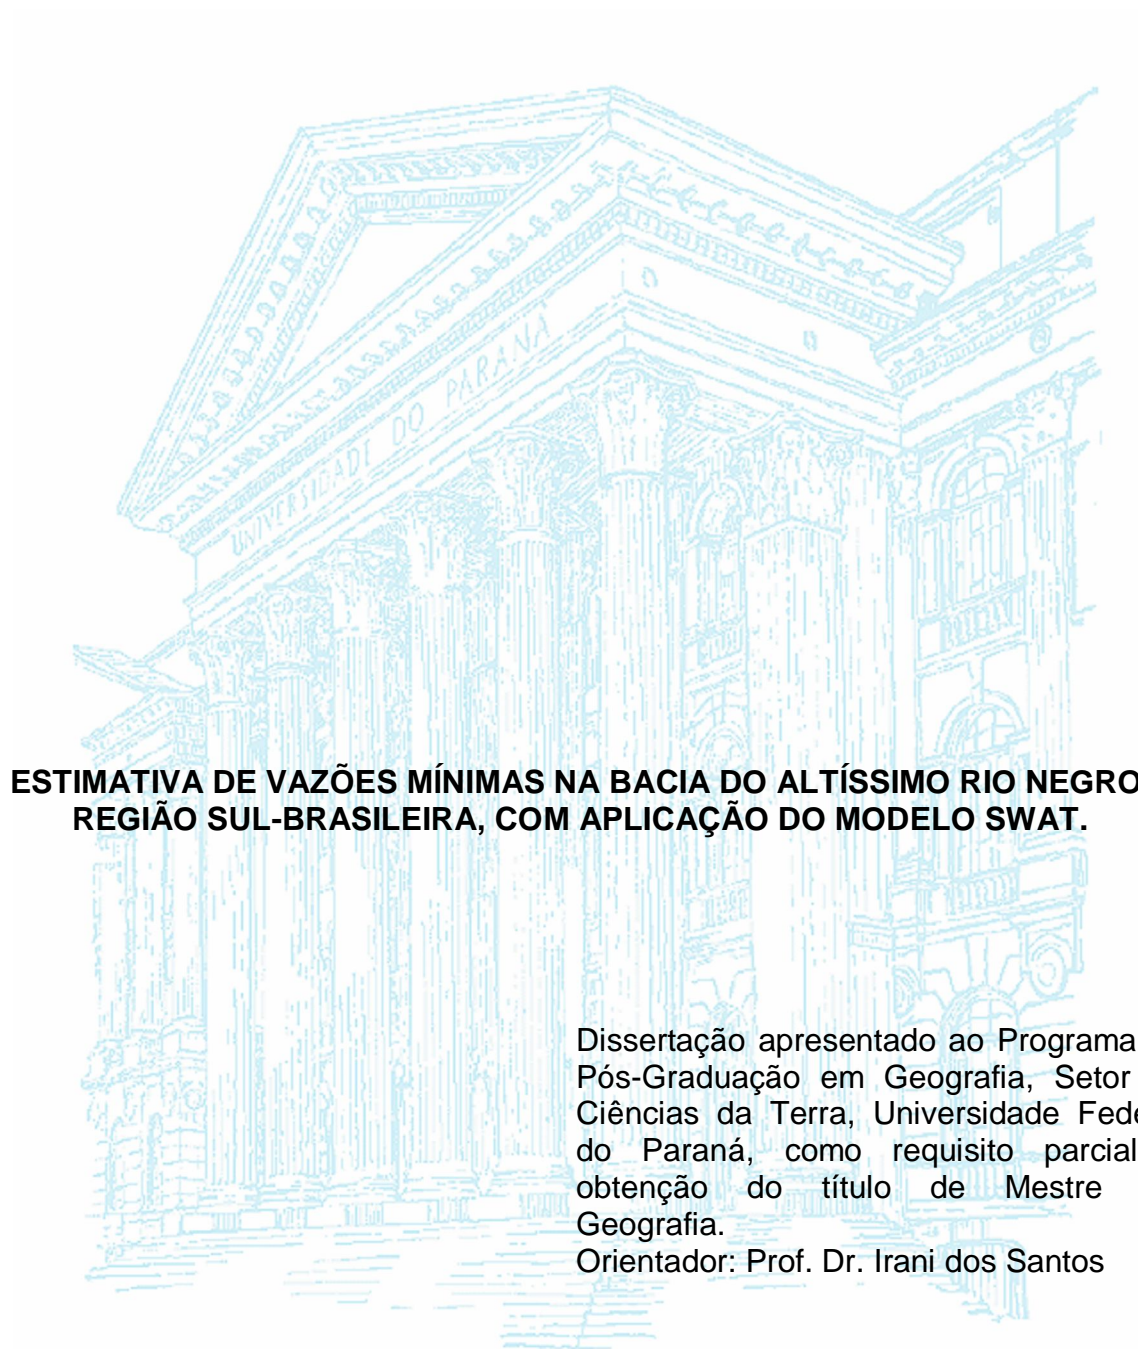 UNIVERSIDADE DO PARANÁ
ESTIMATIVA DE VAZÕES MÍNIMAS NA BACIA DO ALTÍSSIMO RIO NEGRO
REGIÃO SUL-BRASILEIRA, COM APLICAÇÃO DO MODELO SWAT.
Dissertação apresentado ao Programa
Pós-Graduação em Geografia, Setor
Ciências da Terra, Universidade Fede
do Paraná, como requisito parcial
obtenção do título de Mestre
Geografia.
Orientador: Prof. Dr. Irani dos Santos